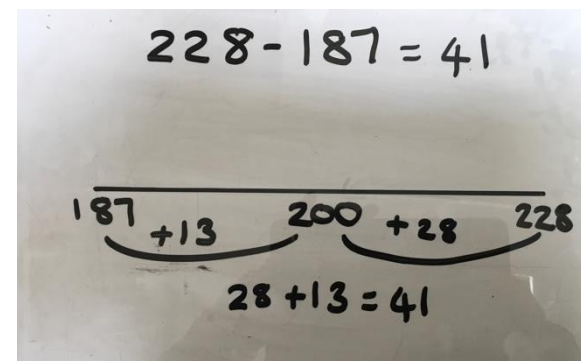 228 - 187 = 41
187 +13 200 +28 228
28 + 13 = 41